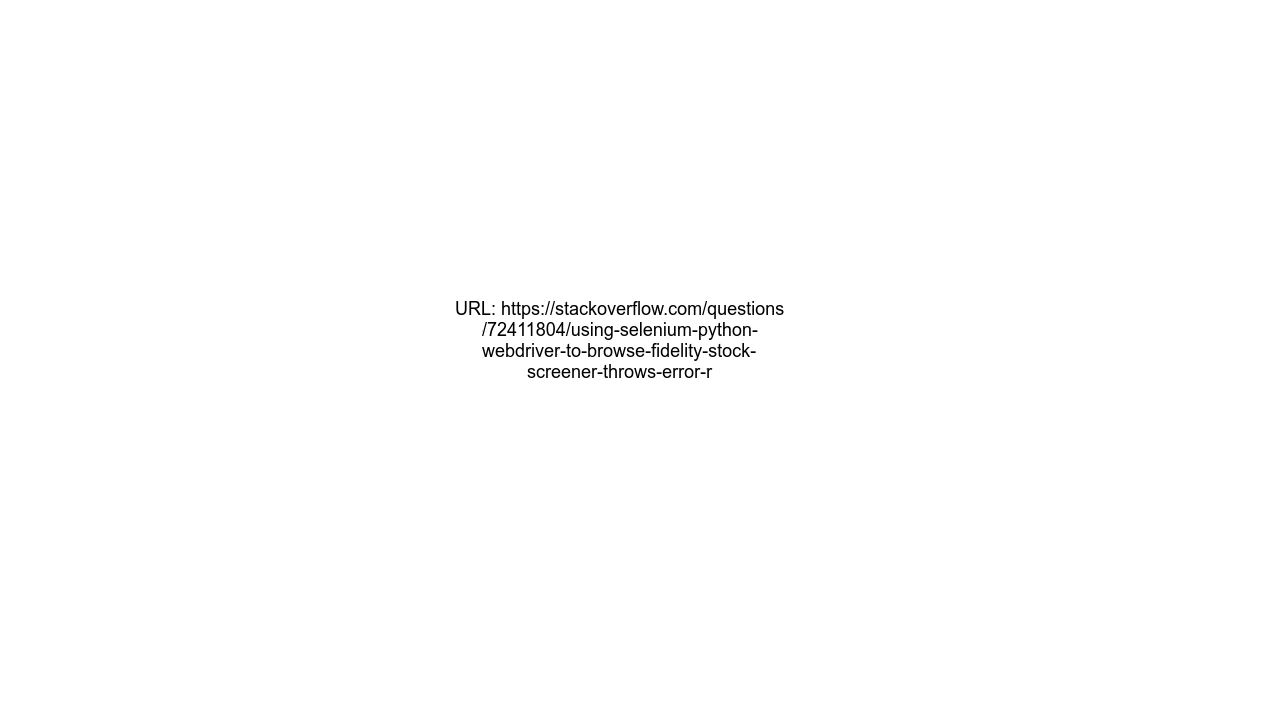 URL: https://stackoverflow.com/questions
/72411804/using-selenium-python-
webdriver-to-browse-fidelity-stock-
screener-throws-error-r